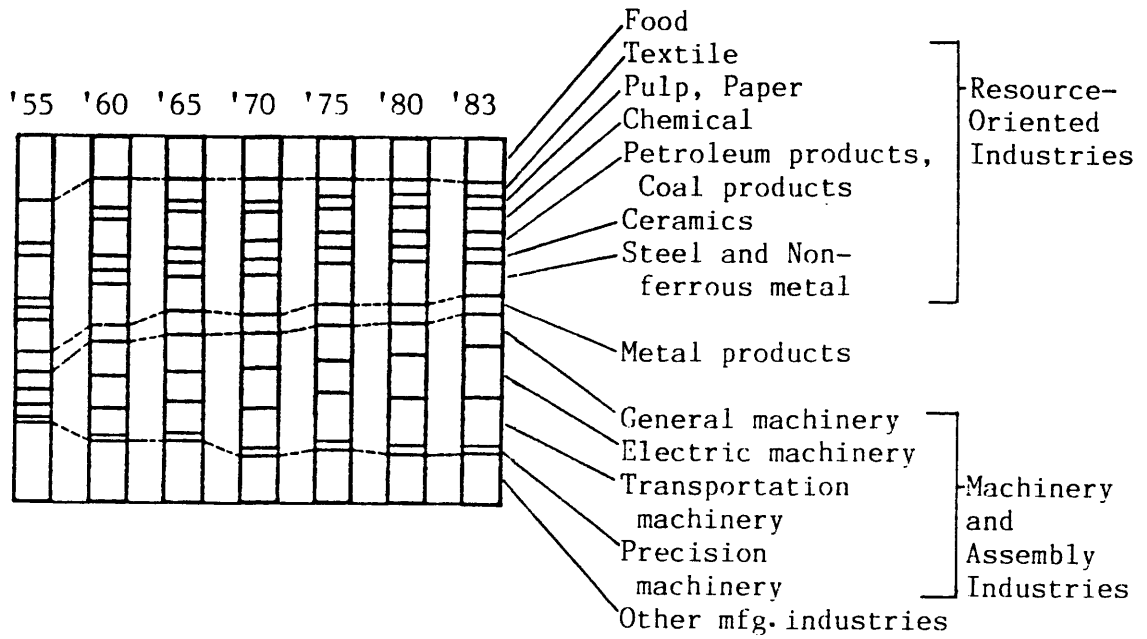 Food
Textile
Pulp, Paper
Chemical
Petroleum products,
Coal products
Ceramics
Steel and Non-
ferrous metal
Metal products
General machinery
Electric machinery
Transportation
machinery
Precision
machinery
Other mfg. industries
Resource-
Oriented
Industries
Machinery
and
Assembly
Industries
'55 '60 '65 '70 '75 '80 '83